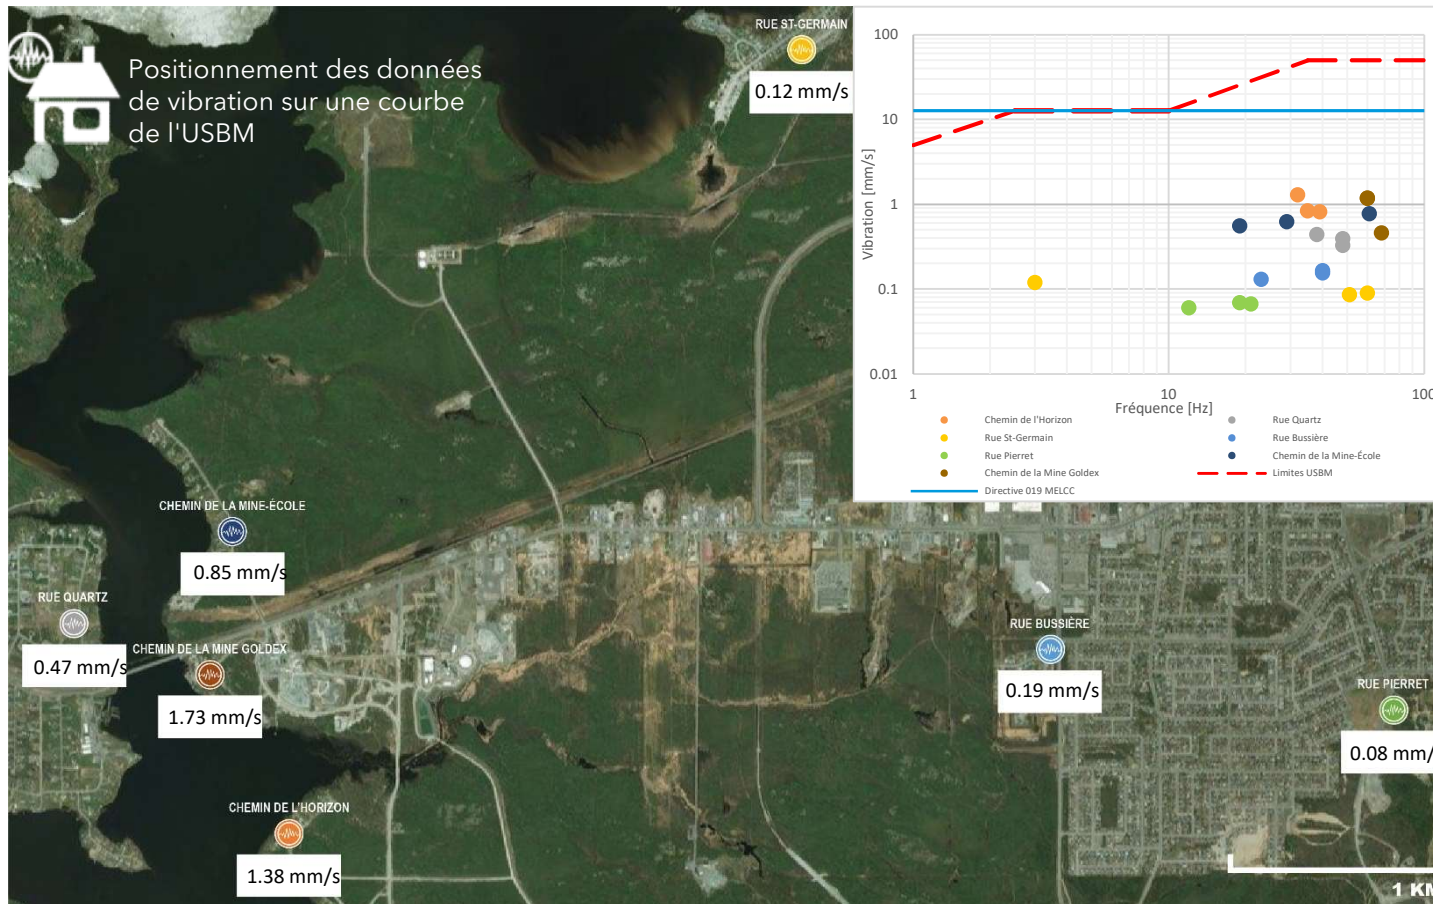 Positionnement des données
de vibration sur une courbe
de l'USBM
RUE ST-GERMAIN
0.12 mm/s
CHEMIN DE LA MINE-ÉCOLE
0.85 mm/s
RUE QUARTZ
0.47 mm/s
CHEMIN DE LA MINE GOLDEX
1.73 mm/s
CHEMIN DE L'HORIZON
1.38 mm/s
RUE BUSSIÈRE
0.19 mm/s
RUE PIERRET
0.08 mm/
1 KM
Vibration [mm/s]
100
10
1
0.1
0.01
1
10
100
Fréquence [Hz]
Chemin de l'Horizon
Rue Quartz
Rue St-Germain
Rue Bussière
Rue Pierret
Chemin de la Mine-École
Chemin de la Mine Goldex
Limites USBM
Directive 019 MELCC